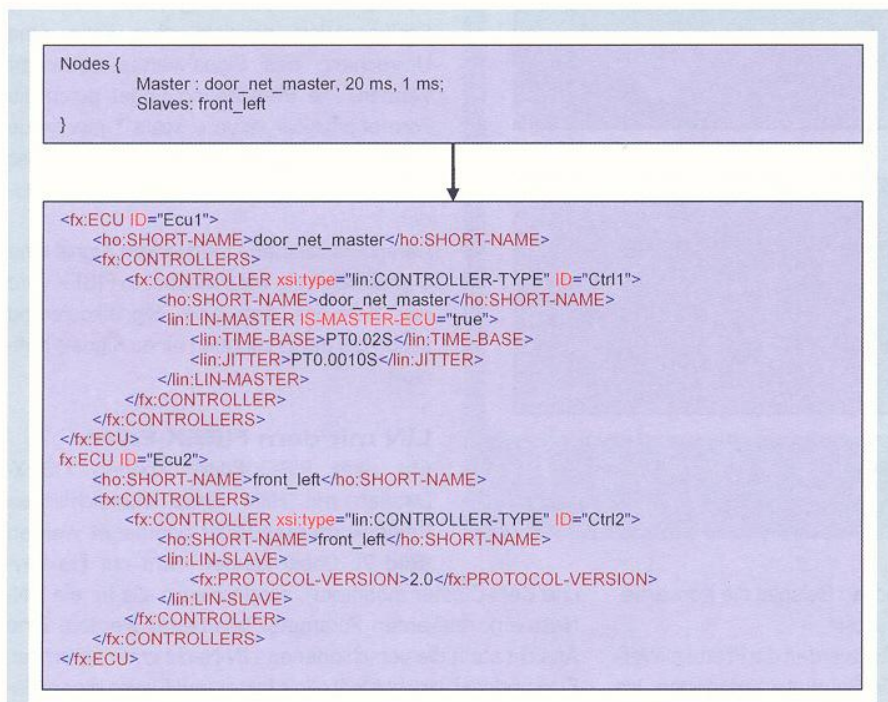 Nodes {
Master : door_net_master, 20 ms, 1 ms;
Slaves: front_left
}
<fx:ECU ID="Ecu1">
<ho:SHORT-NAME>door_net_master</ho:SHORT-NAME>
<fx:CONTROLLERS>
<fx:CONTROLLER xsi:type="lin:CONTROLLER-TYPE" ID="Ctrl1">
<ho:SHORT-NAME>door_net_master</ho:SHORT-NAME>
<lin:LIN-MASTER IS-MASTER-ECU="true">
<lin:TIME-BASE>PT0.02S</lin:TIME-BASE>
<lin:JITTER>PT0.0010S</lin:JITTER>
</lin:LIN-MASTER>
</fx:CONTROLLER>
</fx:CONTROLLERS>
</fx:ECU>
fx:ECU ID="Ecu2">
<ho:SHORT-NAME>front_left</ho:SHORT-NAME>
<fx:CONTROLLERS>
<fx:CONTROLLER xsi:type="lin:CONTROLLER-TYPE" ID="Ctrl2">
<ho:SHORT-NAME>front_left</ho:SHORT-NAME>
<lin:LIN-SLAVE>
<fx:PROTOCOL-VERSION>2.0</fx:PROTOCOL-VERSION>
</lin:LIN-SLAVE>
</fx:CONTROLLER>
</fx:CONTROLLERS>
</fx:ECU>